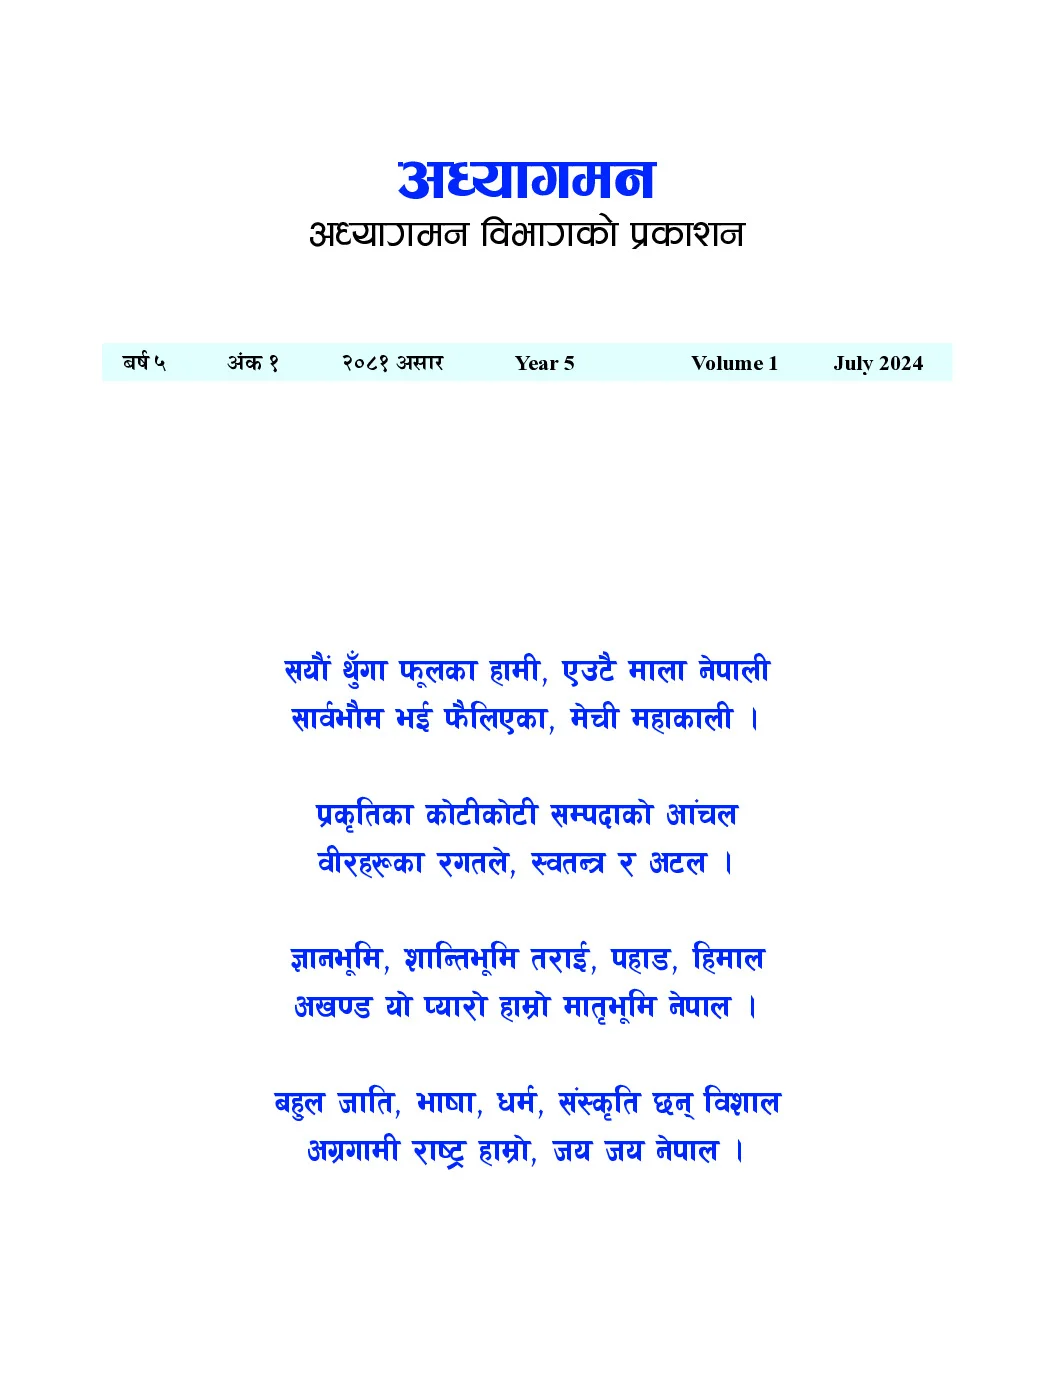 अध्यागमन
अध्यागमन विभागको प्रकाशन
बर्ष ५ अंक १ २०८१ असार Year 5 Volume 1 July 2024
सयौं थुँगा फूलका हामी, एउटै माला नेपाली
सार्वभौम भई फैलिएका, मेची महाकाली ।
प्रकृतिका कोटीकोटी सम्पदाको आंचल
वीरहरूका रगतले, स्वतन्त्र र अटल ।
ज्ञानभूमि, शान्तिभूमि तराई, पहाड, हिमाल
अखण्ड यो प्यारो हाम्रो मातृभूमि नेपाल ।
बहुल जाति, भाषा, धर्म, संस्कृति छन् विशाल
अग्रगामी राष्ट्र हाम्रो, जय जय नेपाल ।